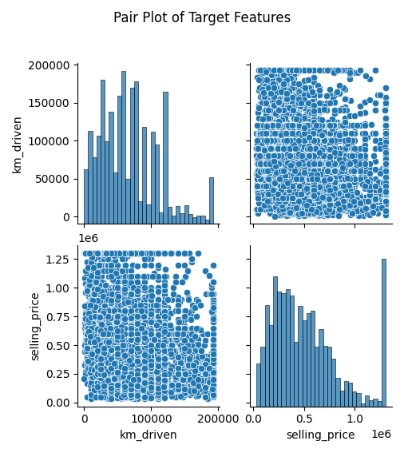 Pair Plot of Target Features
200000
150000
100000
50000
0
km_driven
1e6
1.25
1.00
0.75
0.50
0.25
0.00
selling_price
0 100000 200000
km_driven
0.0 0.5 1.0
1e6
selling_price